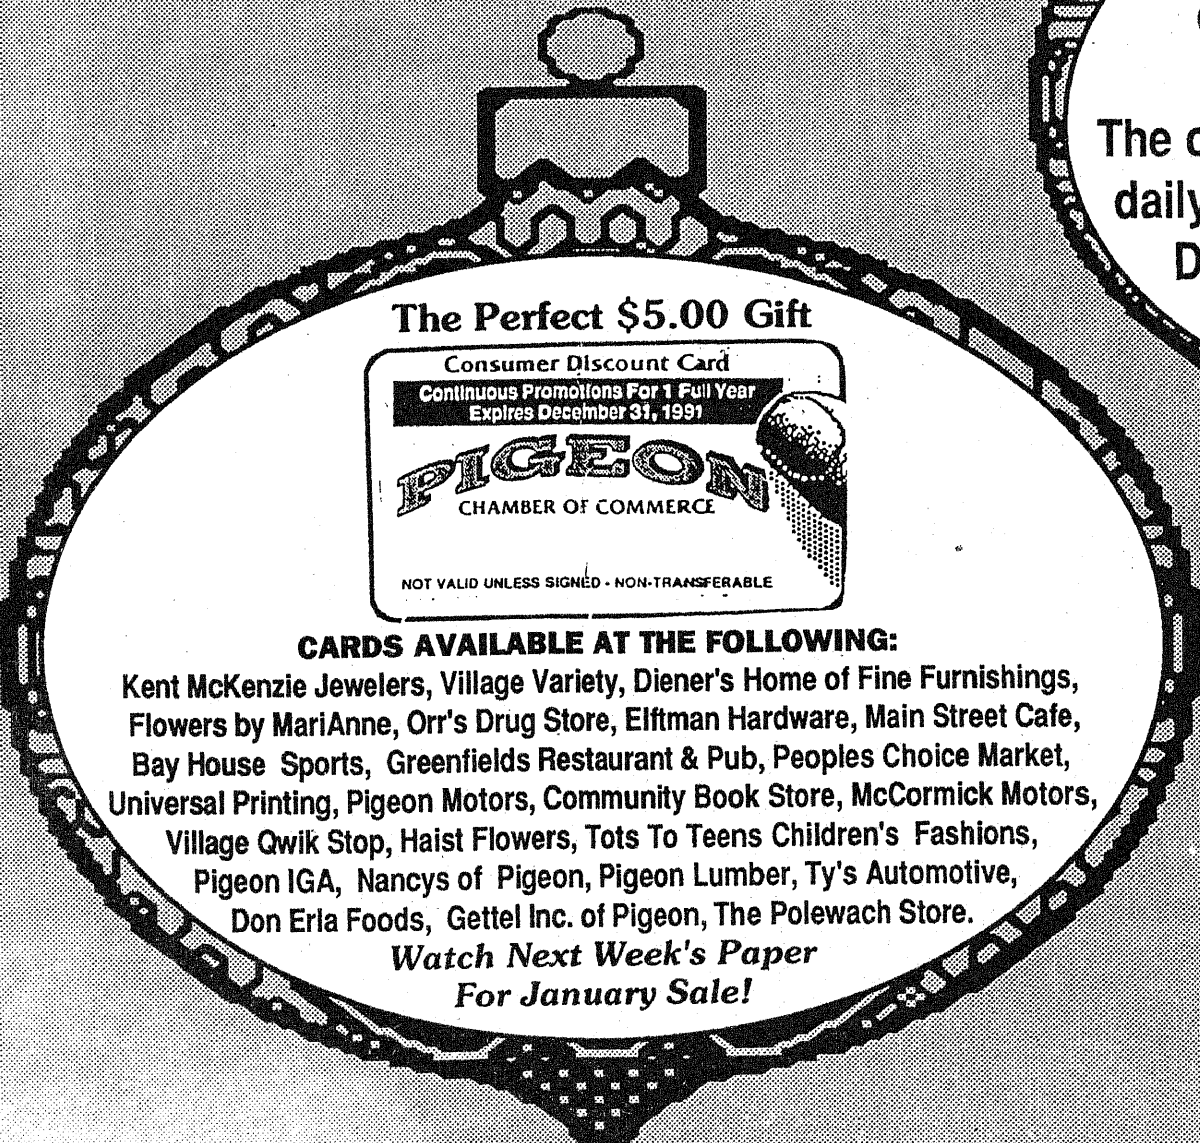 The
daily
The Perfect $5.00 Gift
Consumer Discount Card
Continuous Promotions For 1 Full Year
Expires December 31, 1991
PIGEON
CHAMBER OF COMMERCE
NOT VALID UNLESS SIGNED - NON-TRANSFERABLE
CARDS AVAILABLE AT THE FOLLOWING:
Kent McKenzie Jewelers, Village Variety, Diener's Home of Fine Furnishings,
Flowers by MariAnne, Orr's Drug Store, Elftman Hardware, Main Street Cafe,
Bay House Sports, Greenfields Restaurant & Pub, Peoples Choice Market,
Universal Printing, Pigeon Motors, Community Book Store, McCormick Motors,
Village Qwik Stop, Haist Flowers, Tots To Teens Children's Fashions,
Pigeon IGA, Nancys of Pigeon, Pigeon Lumber, Ty's Automotive,
Don Erla Foods, Gettel Inc. of Pigeon, The Polewach Store.
Watch Next Week's Paper
For January Sale!